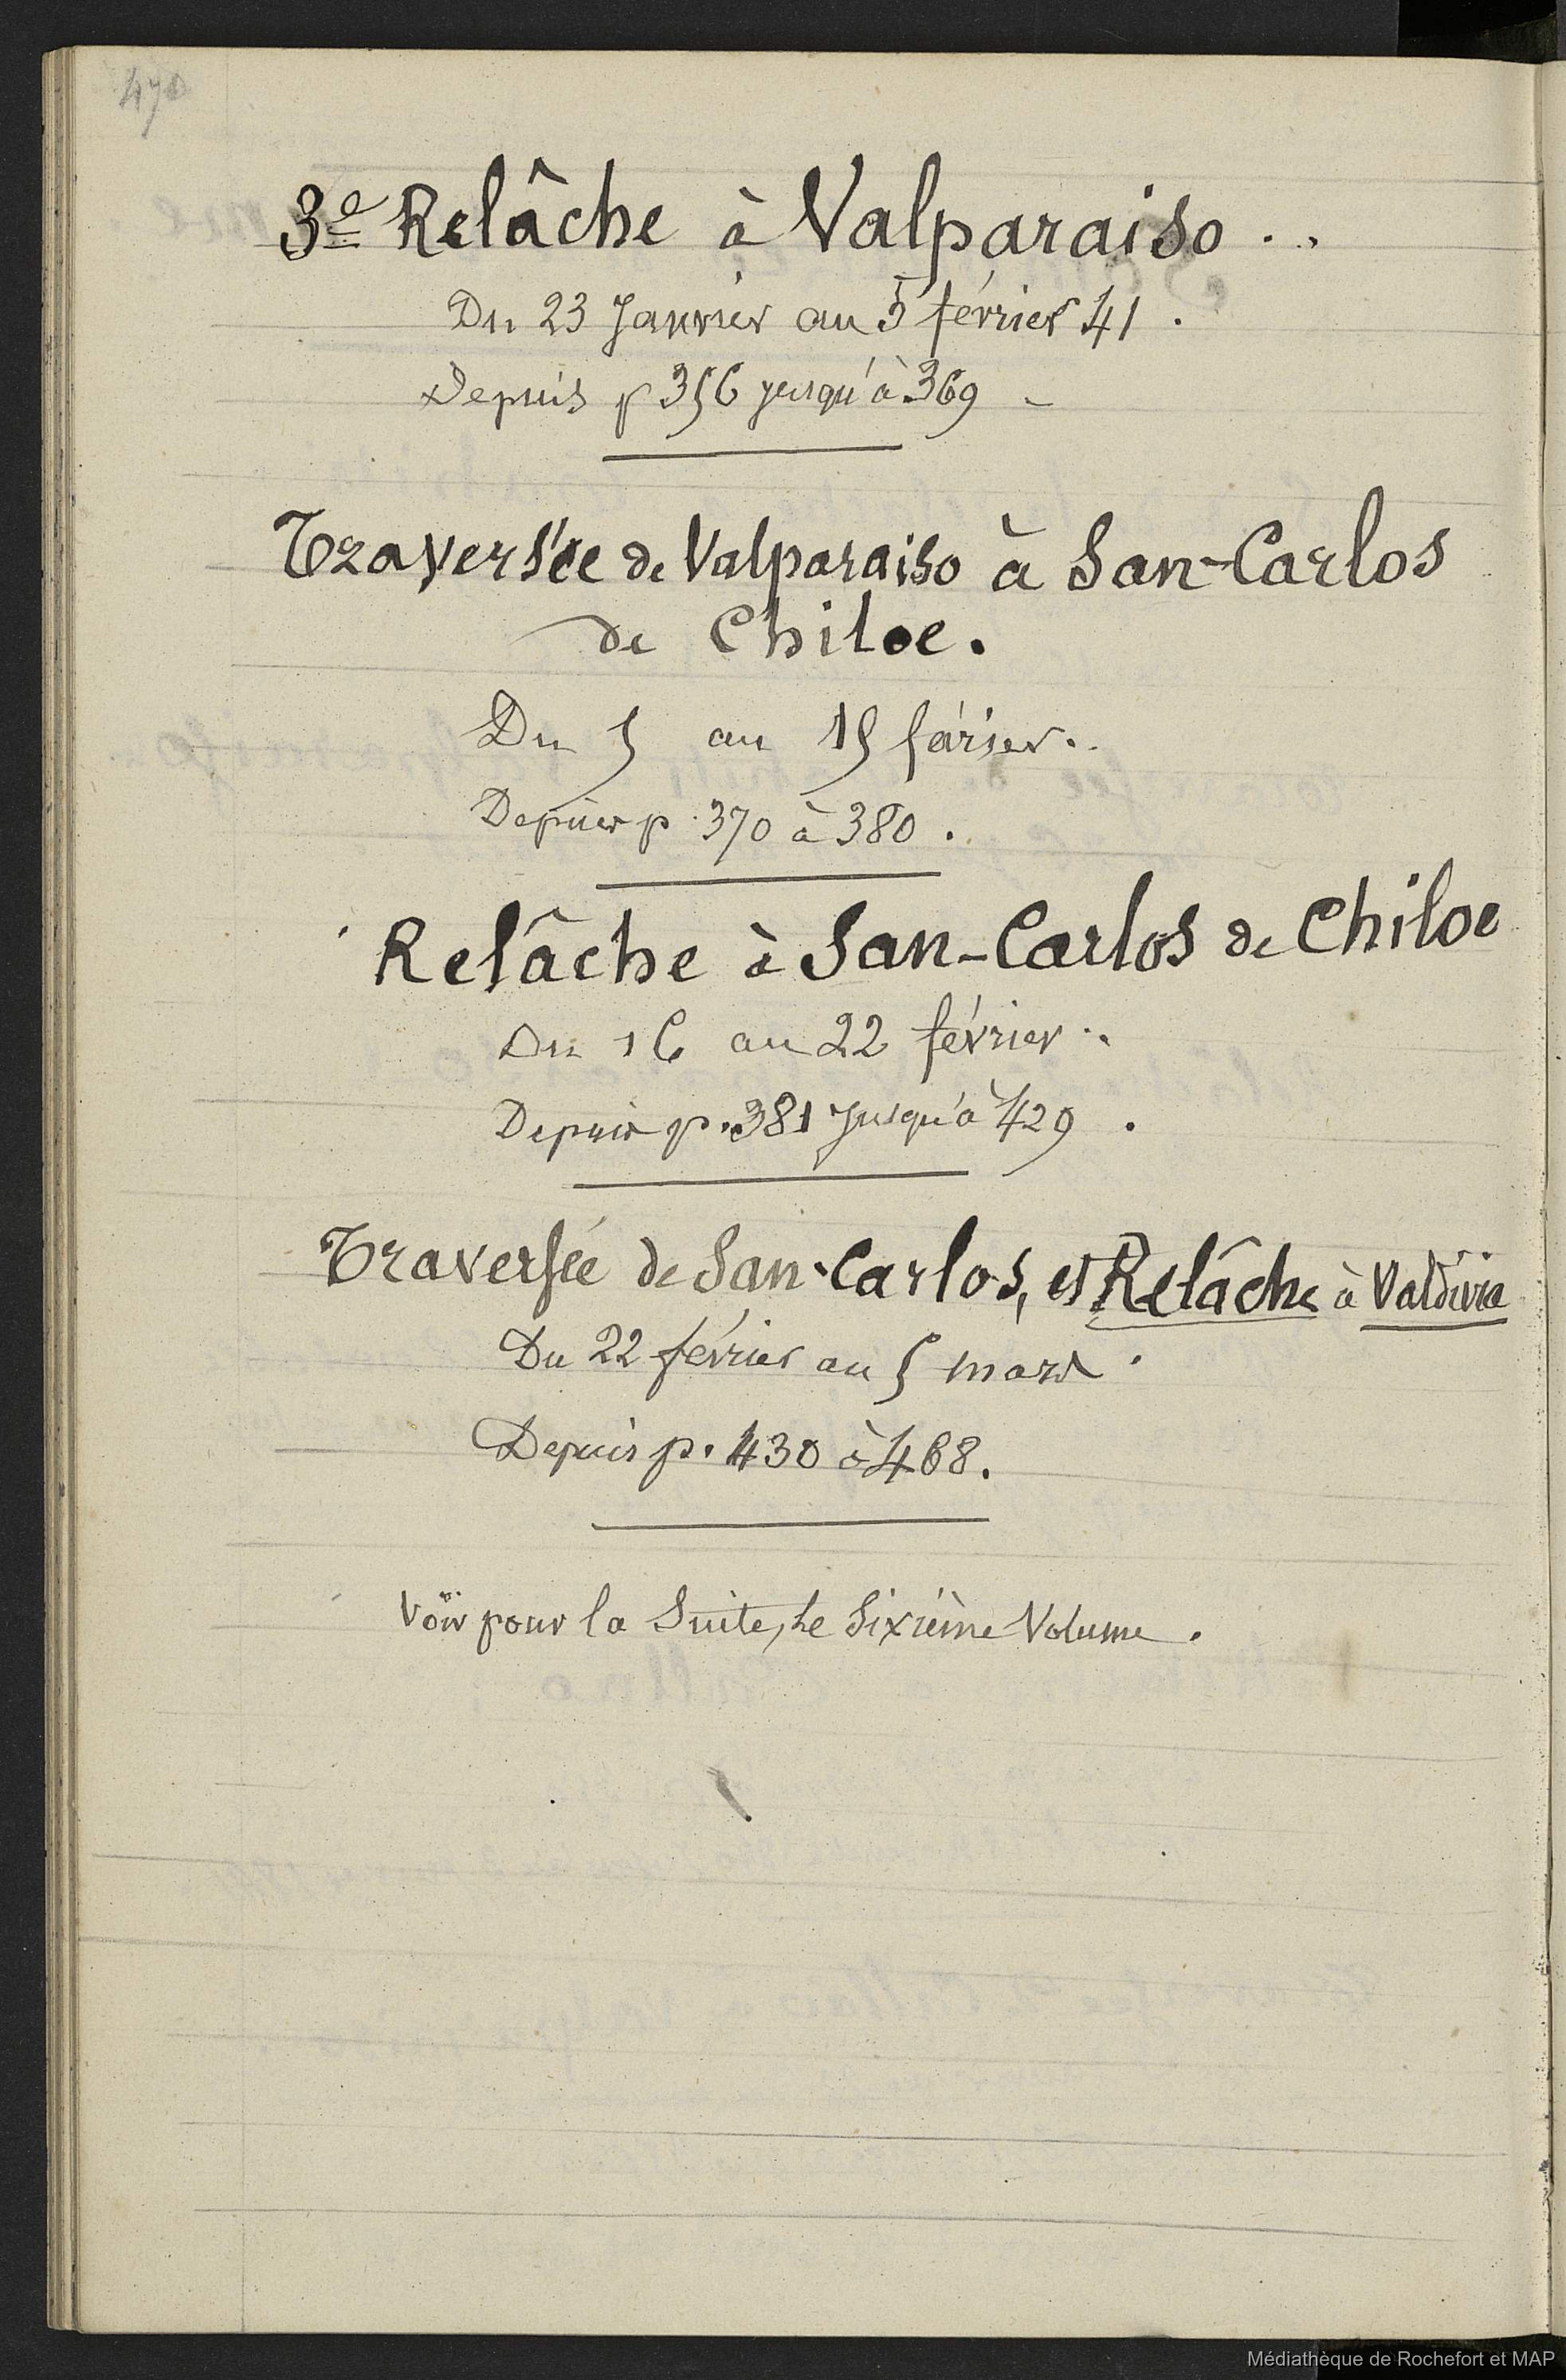 470
3e Relâche à Valparaiso ..
Du 23 Janvier au 5 février 41 .
Depuis p 356 jusqu'à 369 -
Traversée de Valparaiso à San-Carlos
de Chiloe.
Du 5 au 15 février..
Depuis p. 370 à 380 .
Relâche à San-Carlos de Chiloe
Du 16 au 22 février ..
Depuis p. 381 jusqu'à 429 .
Traversée de San-Carlos, et Relâche à Valdivia
Du 22 février au 5 mars .
Depuis p. 430 à 468.
Voir pour la Suite, le Sixième Volume .
Médiathèque de Rochefort et MAP